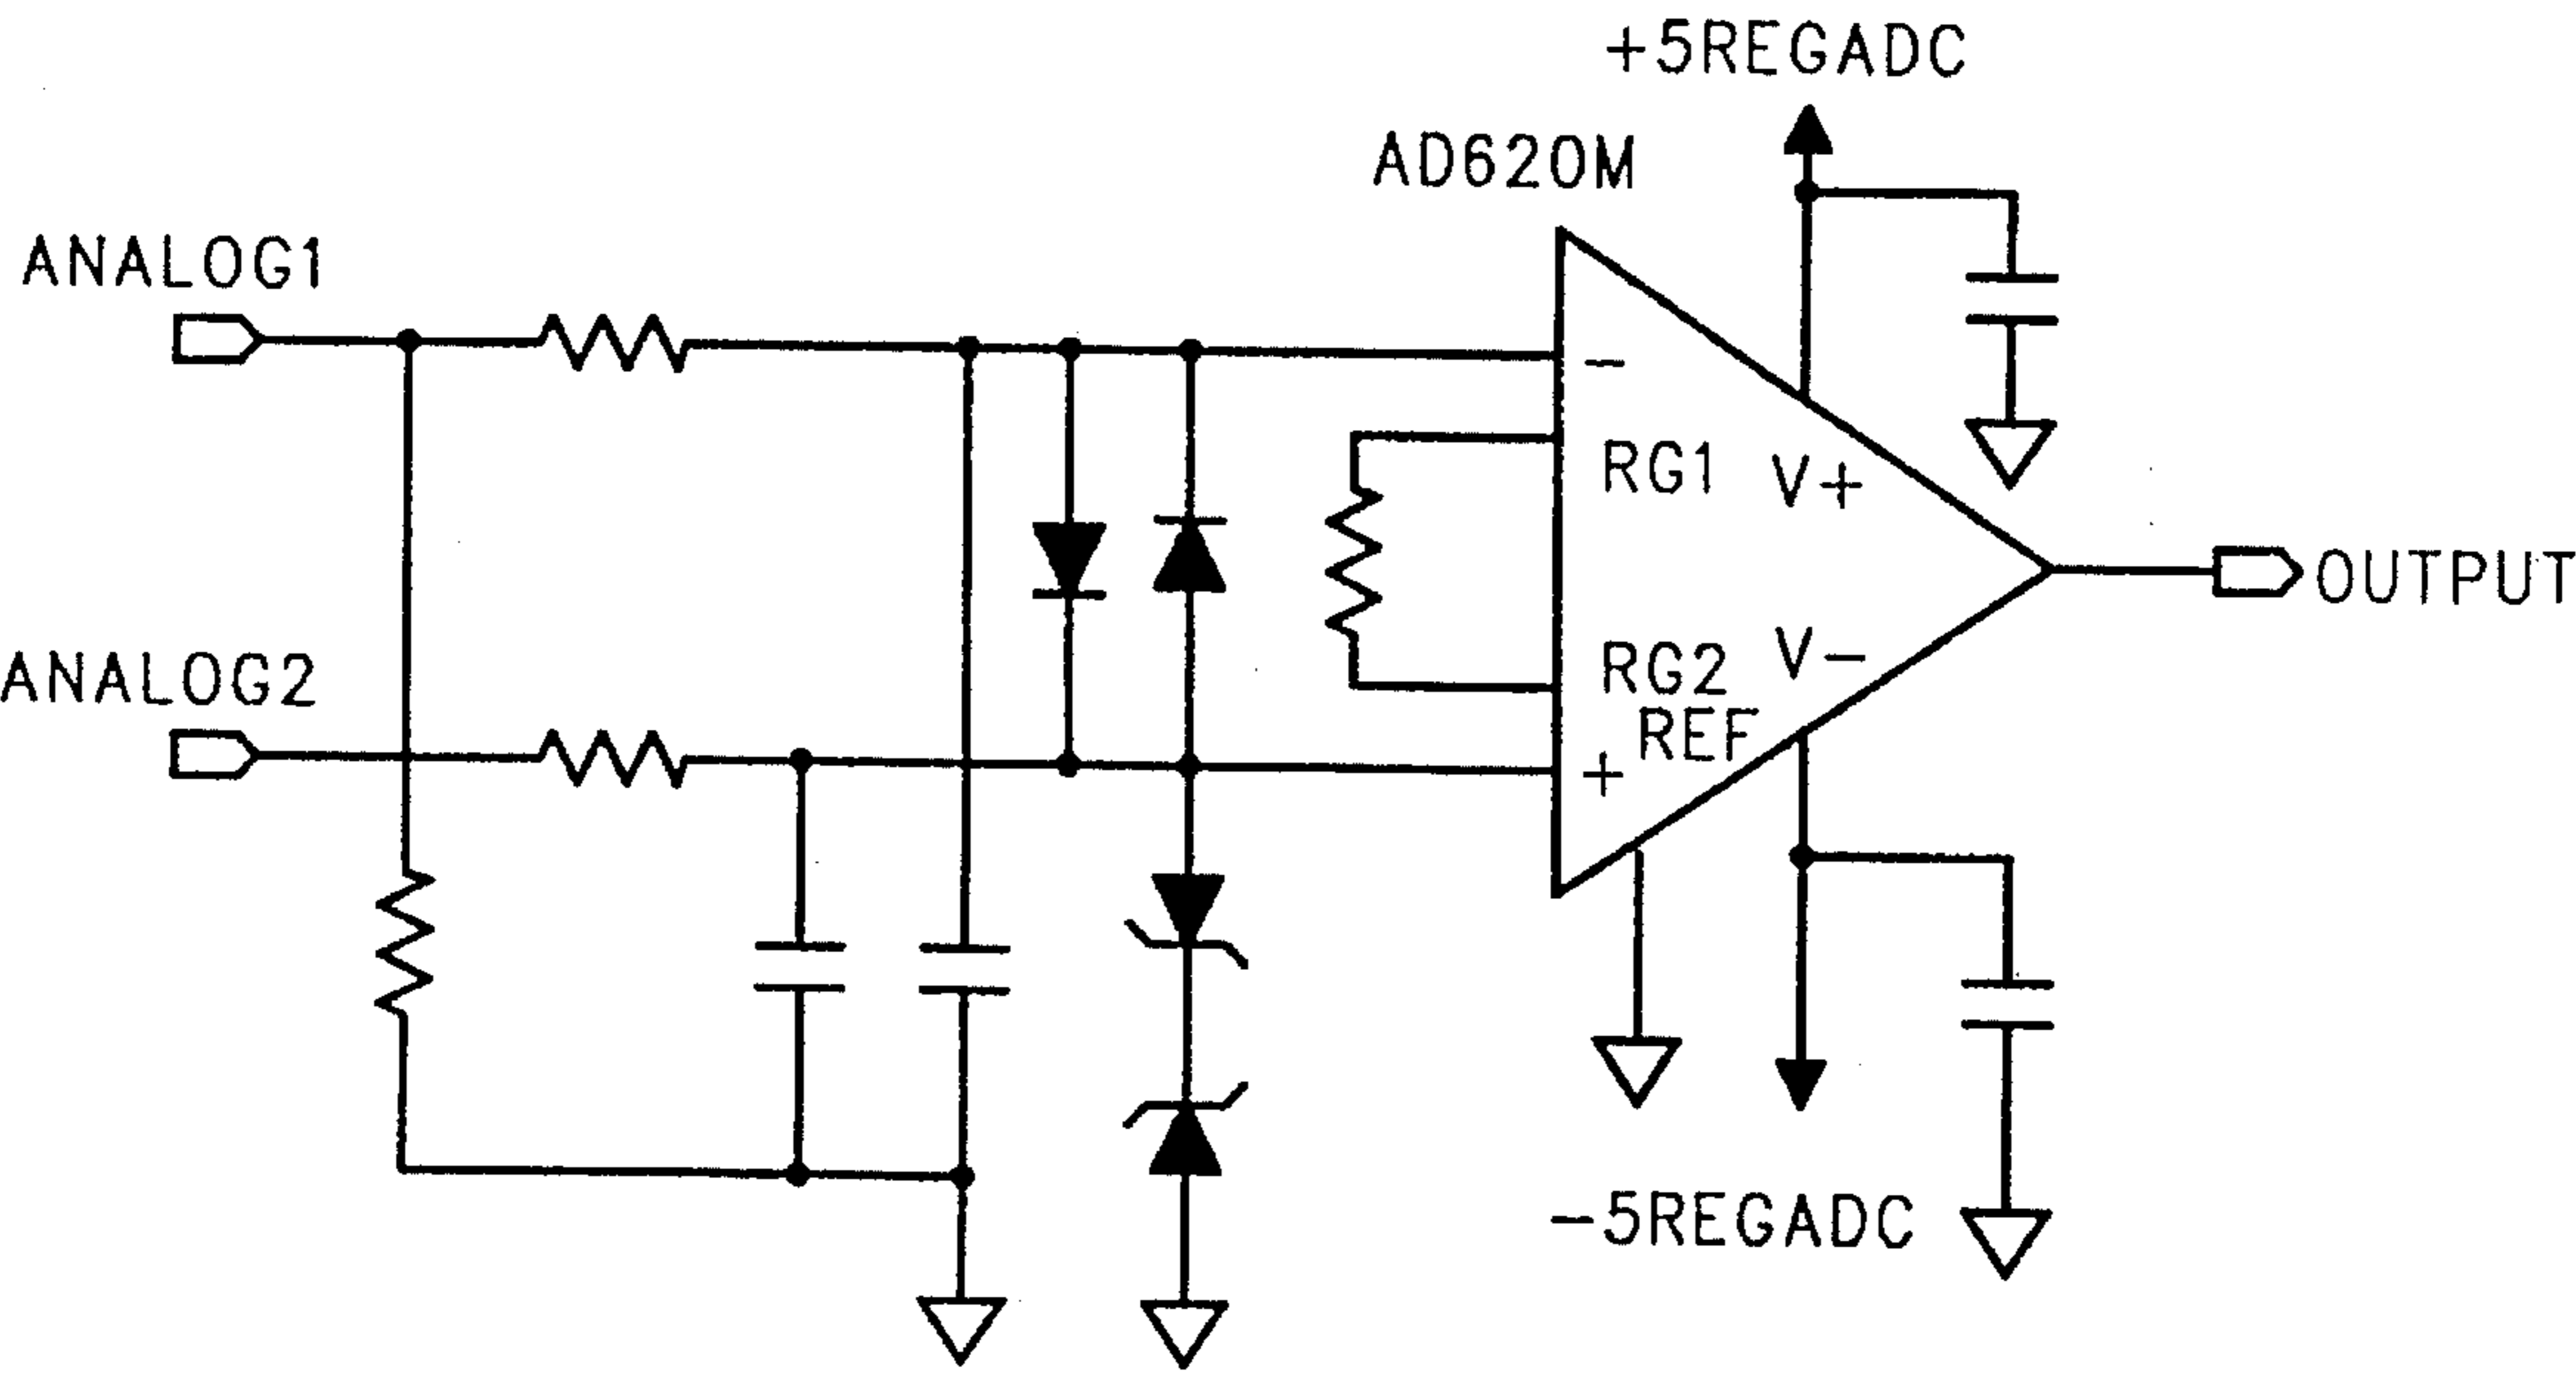 +5REGADC
AD620M
ANALOG1
-
RG1 V+
OUTPUT
ANALOG2
RG2 V-
REF
+
-5REGADC